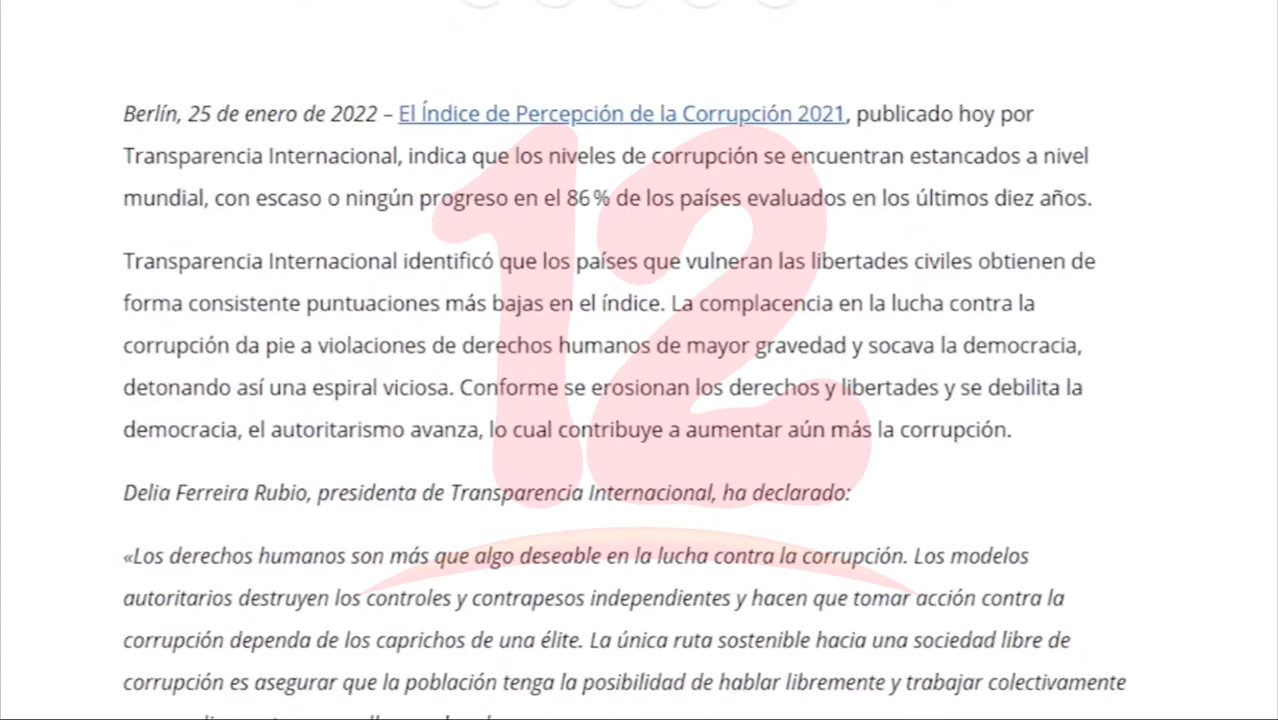 Berlín, 25 de enero de 2022 – El Índice de Percepción de la Corrupción 2021, publicado hoy por
Transparencia Internacional, indica que los niveles de corrupción se encuentran estancados a nivel
mundial, con escaso o ningún progreso en el 86 % de los países evaluados en los últimos diez años.
Transparencia Internacional identificó que los países que vulneran las libertades civiles obtienen de
forma consistente puntuaciones más bajas en el índice. La complacencia en la lucha contra la
corrupción da pie a violaciones de derechos humanos de mayor gravedad y socava la democracia,
detonando así una espiral viciosa. Conforme se erosionan los derechos y libertades y se debilita la
democracia, el autoritarismo avanza, lo cual contribuye a aumentar aún más la corrupción.
Delia Ferreira Rubio, presidenta de Transparencia Internacional, ha declarado:
«Los derechos humanos son más que algo deseable en la lucha contra la corrupción. Los modelos
autoritarios destruyen los controles y contrapesos independientes y hacen que tomar acción contra la
corrupción dependa de los caprichos de una élite. La única ruta sostenible hacia una sociedad libre de
corrupción es asegurar que la población tenga la posibilidad de hablar libremente y trabajar colectivamente
12